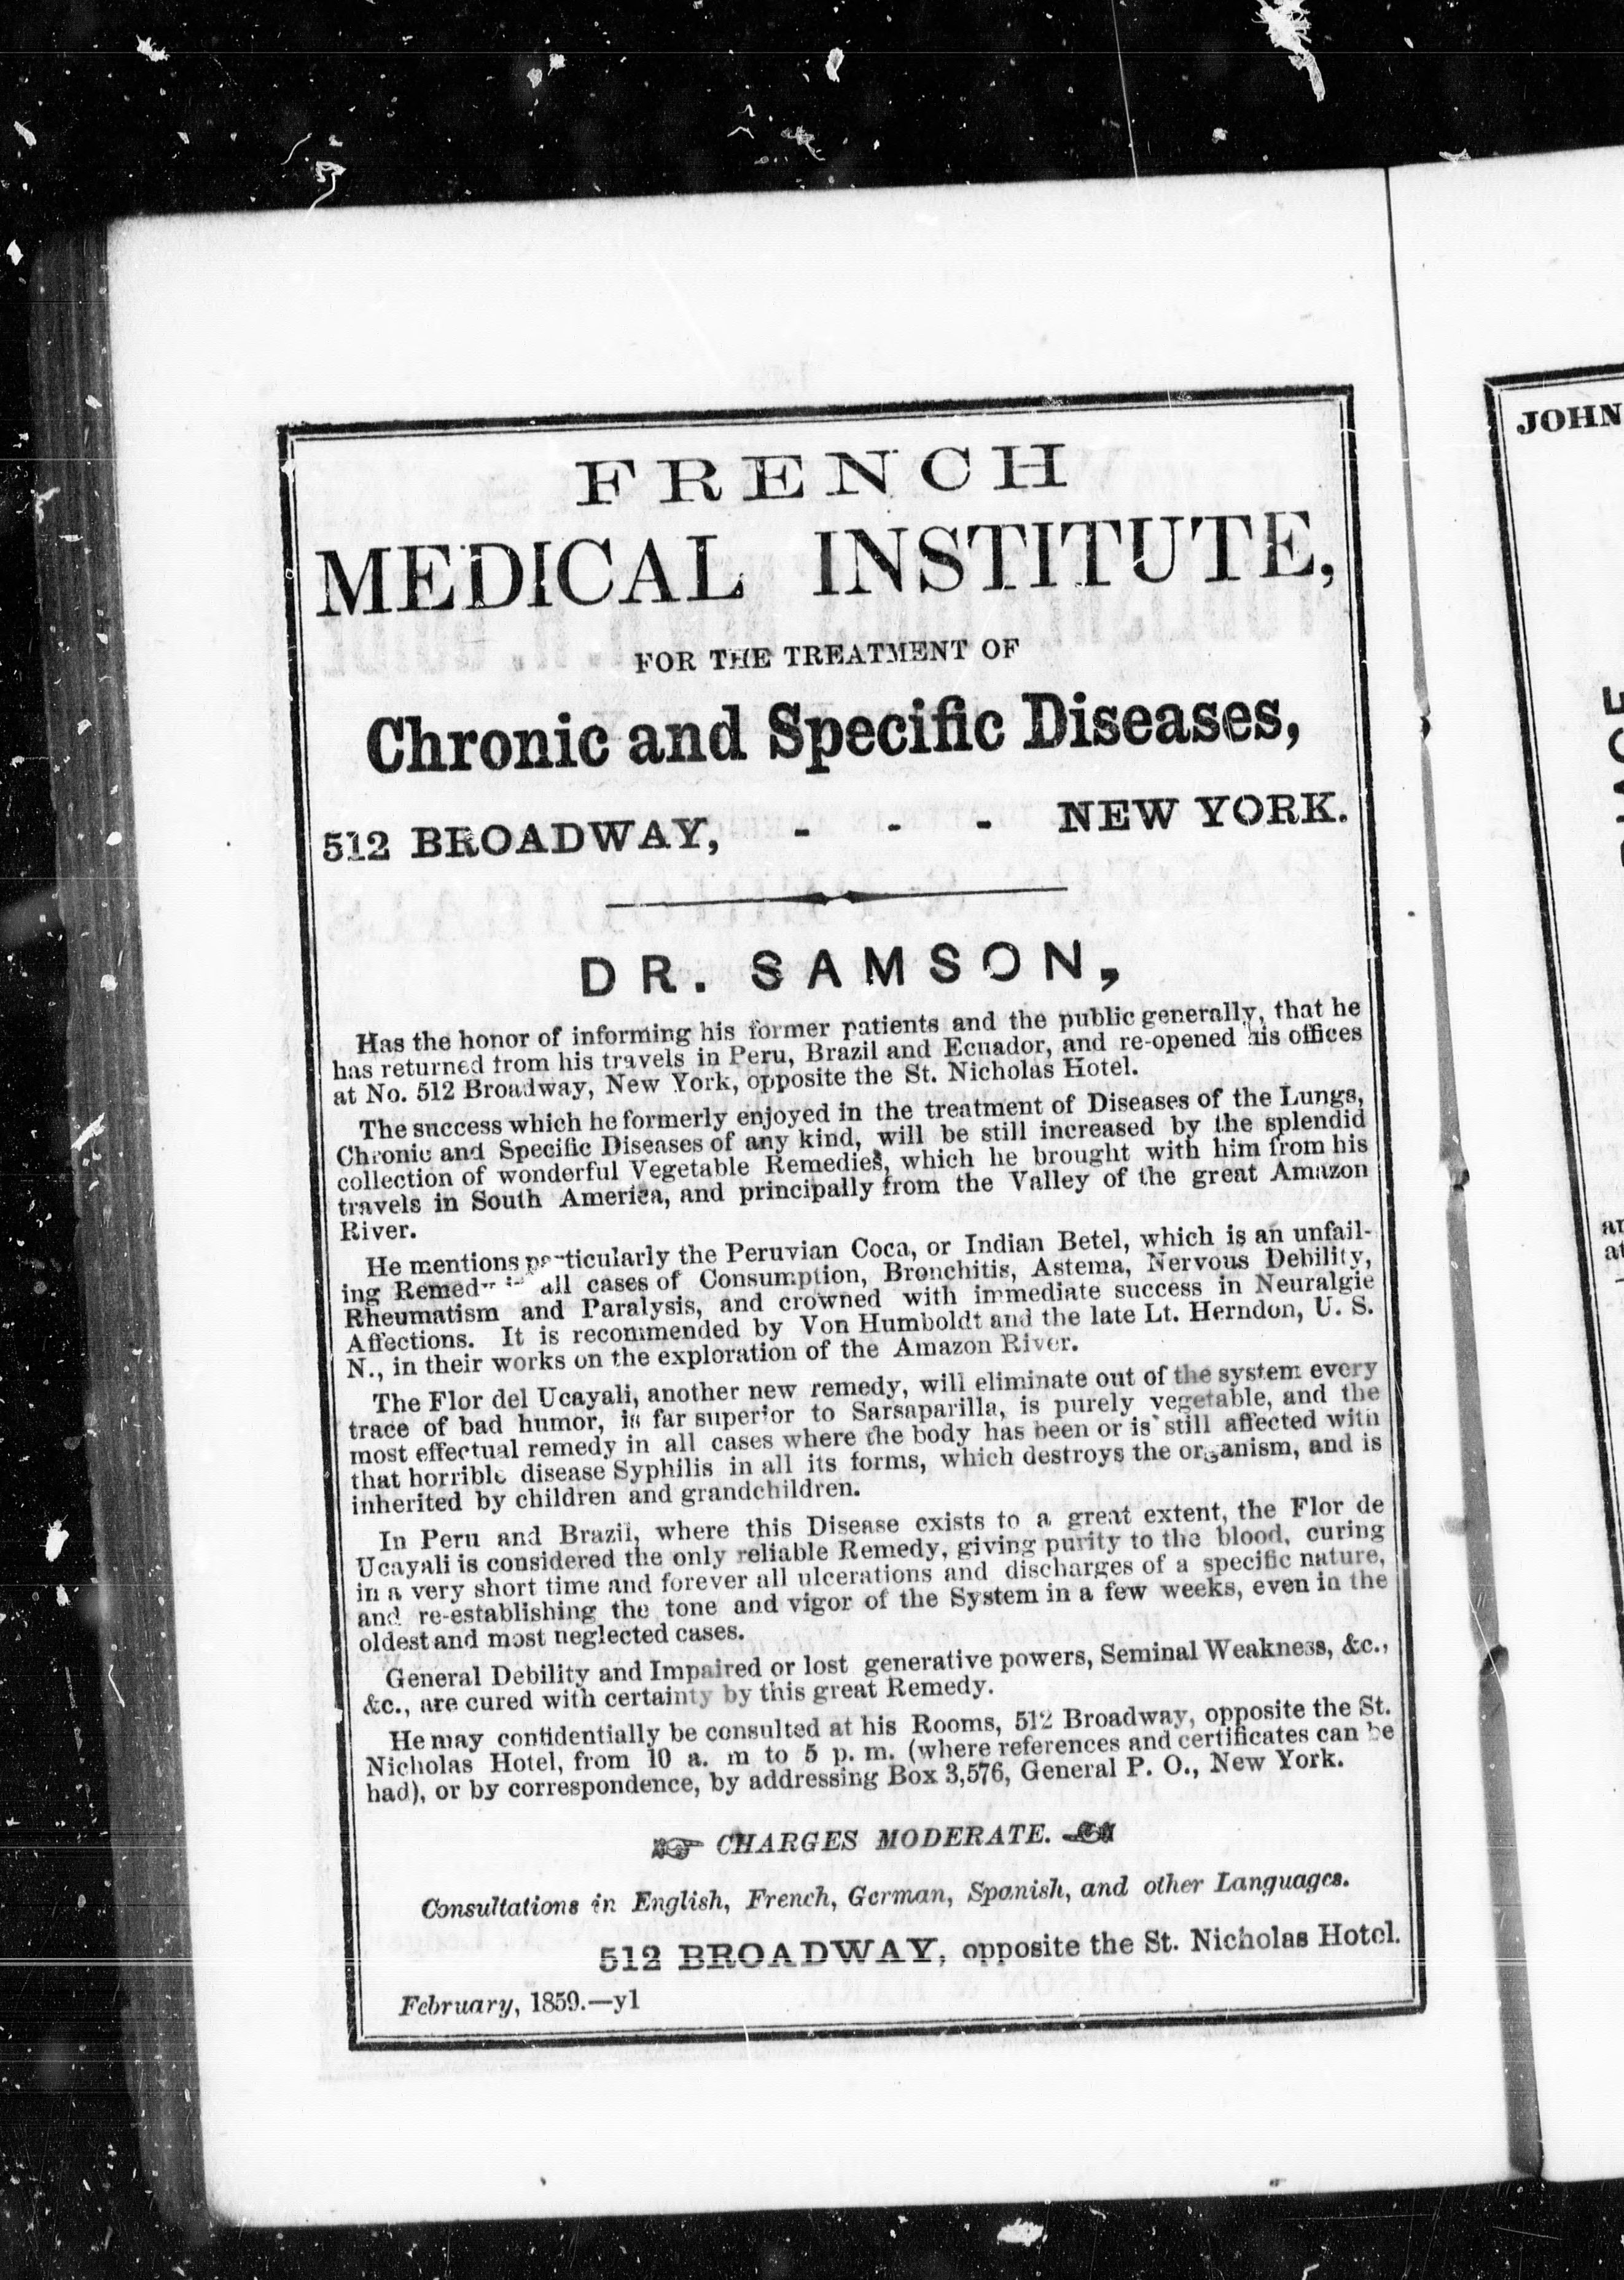 FRENCH
MEDICAL INSTITUTE,
FOR THE TREATMENT OF
Chronic and Specific Diseases,
512 BROADWAY, - - - NEW YORK.
DR. SAMSON,
Has the honor of informing his former patients and the public generally, that he
has returned from his travels in Peru, Brazil and Ecuador, and re-opened his offices
at No. 512 Broadway, New York, opposite the St. Nicholas Hotel.
The success which he formerly enjoyed in the treatment of Diseases of the Lungs,
Chronic and Specific Diseases of any kind, will be still increased by the splendid
collection of wonderful Vegetable Remedies, which he brought with him from his
travels in South America, and principally from the Valley of the great Amazon
River.
He mentions particularly the Peruvian Coca, or Indian Betel, which is an unfail-
ing Remedy in all cases of Consumption, Bronchitis, Astema, Nervous Debility,
Rheumatism and Paralysis, and crowned with immediate success in Neuralgie
Affections. It is recommended by Von Humboldt and the late Lt. Herndon, U. S.
N., in their works on the exploration of the Amazon River.
The Flor del Ucayali, another new remedy, will eliminate out of the system every
trace of bad humor, is far superior to Sarsaparilla, is purely vegetable, and the
most effectual remedy in all cases where the body has been or is still affected with
that horrible disease Syphilis in all its forms, which destroys the organism, and is
inherited by children and grandchildren.
In Peru and Brazil, where this Disease exists to a great extent, the Flor de
Ucayali is considered the only reliable Remedy, giving purity to the blood, curing
in a very short time and forever all ulcerations and discharges of a specific nature,
and re-establishing the tone and vigor of the System in a few weeks, even in the
oldest and most neglected cases.
General Debility and Impaired or lost generative powers, Seminal Weakness, &c.,
&c., are cured with certainty by this great Remedy.
He may confidentially be consulted at his Rooms, 512 Broadway, opposite the St.
Nicholas Hotel, from 10 a. m to 5 p. m. (where references and certificates can be
had), or by correspondence, by addressing Box 3,576, General P. O., New York.
☞ CHARGES MODERATE. ☜
Consultations in English, French, German, Spanish, and other Languages.
512 BROADWAY, opposite the St. Nicholas Hotel.
February, 1859.—y1
JOHN